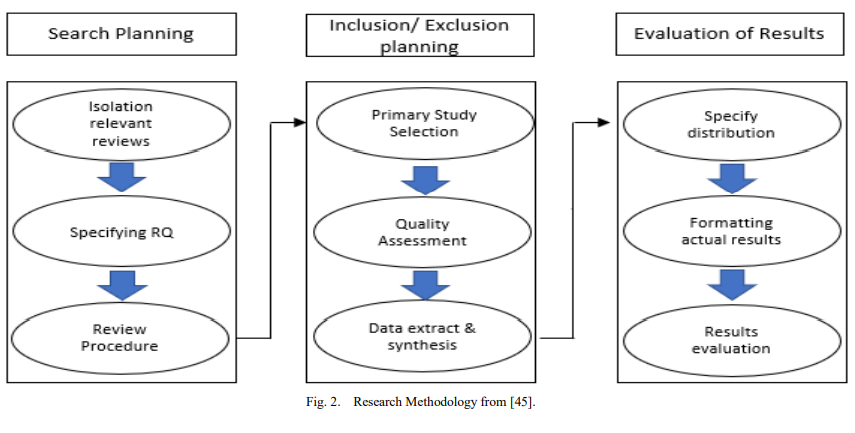 Search Planning
Isolation
relevant
reviews
Specifying RQ
Review
Procedure
Inclusion/ Exclusion
planning
Primary Study
Selection
Quality
Assessment
Data extract &
synthesis
Evaluation of Results
Specify
distribution
Formatting
actual results
Results
evaluation
Fig. 2. Research Methodology from [45].